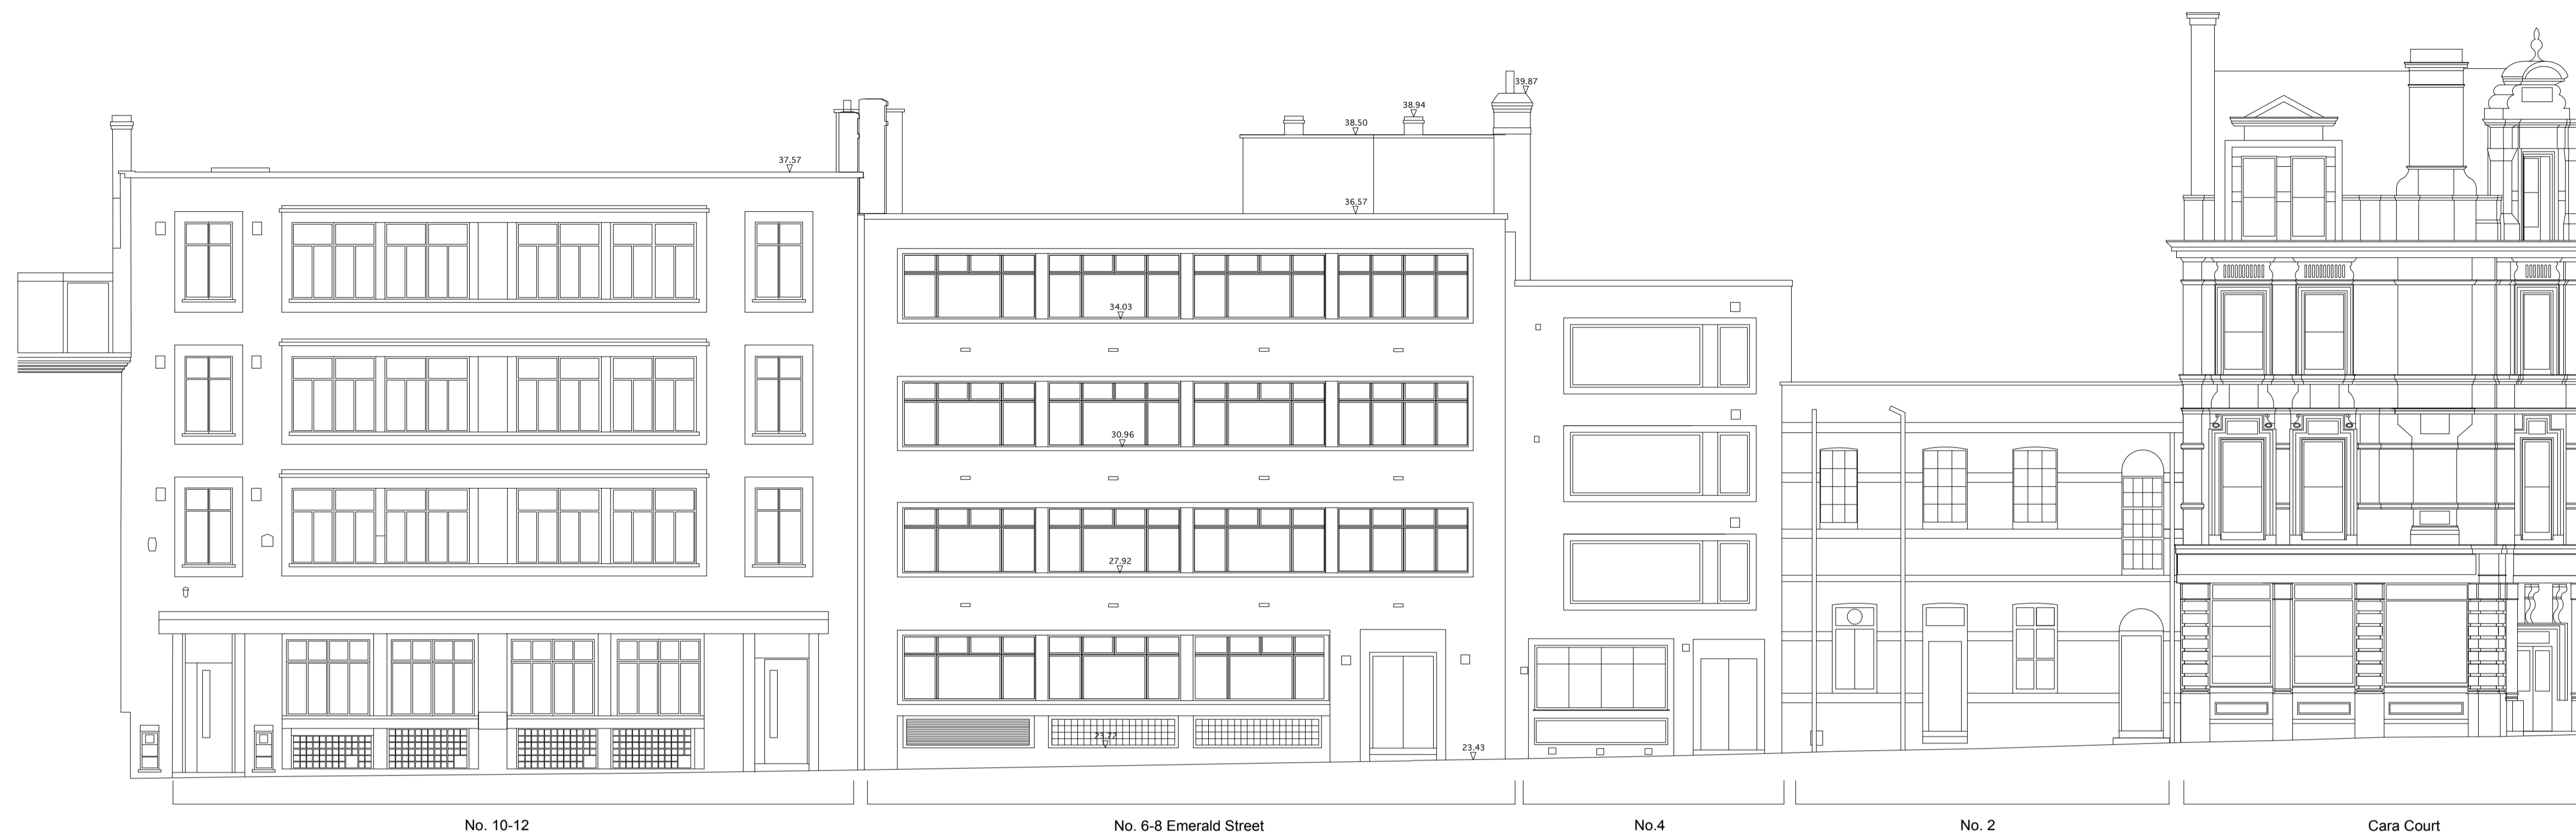 39.87
38.94
38.50
37.57
36.57
34.03
30.96
27.92
23.72
23.43
No. 10-12
No. 6-8 Emerald Street
No.4
No. 2
Cara Court